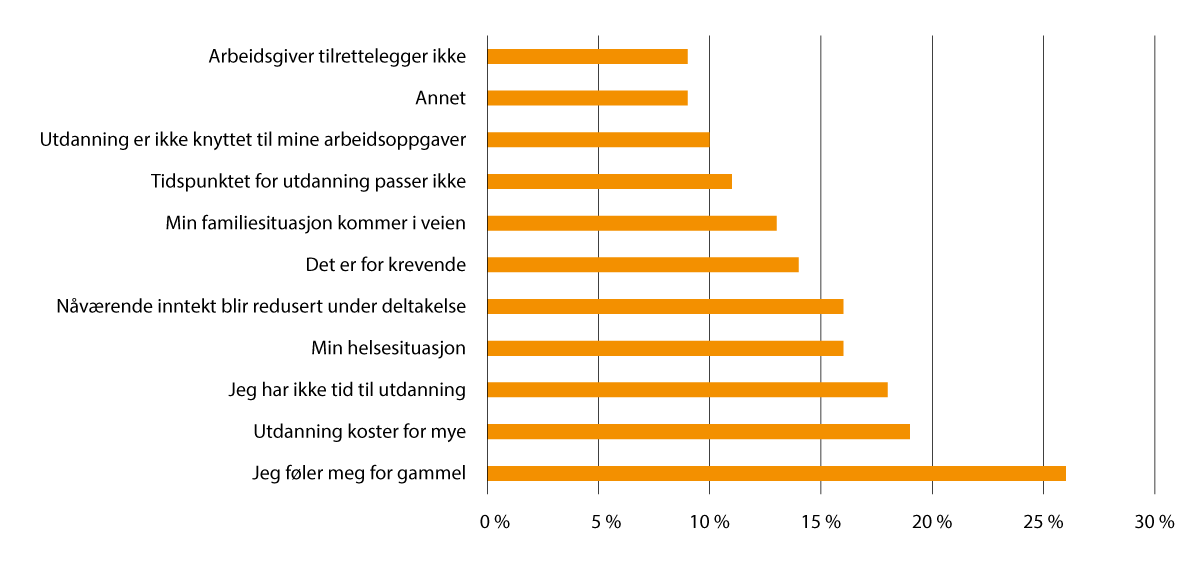 Arbeidsgiver tilrettelegger ikke
Annet
Utdanning er ikke knyttet til mine arbeidsoppgaver
Tidspunktet for utdanning passer ikke
Min familiesituasjon kommer i veien
Det er for krevende
Nåværende inntekt blir redusert under deltakelse
Min helsesituasjon
Jeg har ikke tid til utdanning
Utdanning koster for mye
Jeg føler meg for gammel
0 % 5 % 10 % 15 % 20 % 25 % 30 %